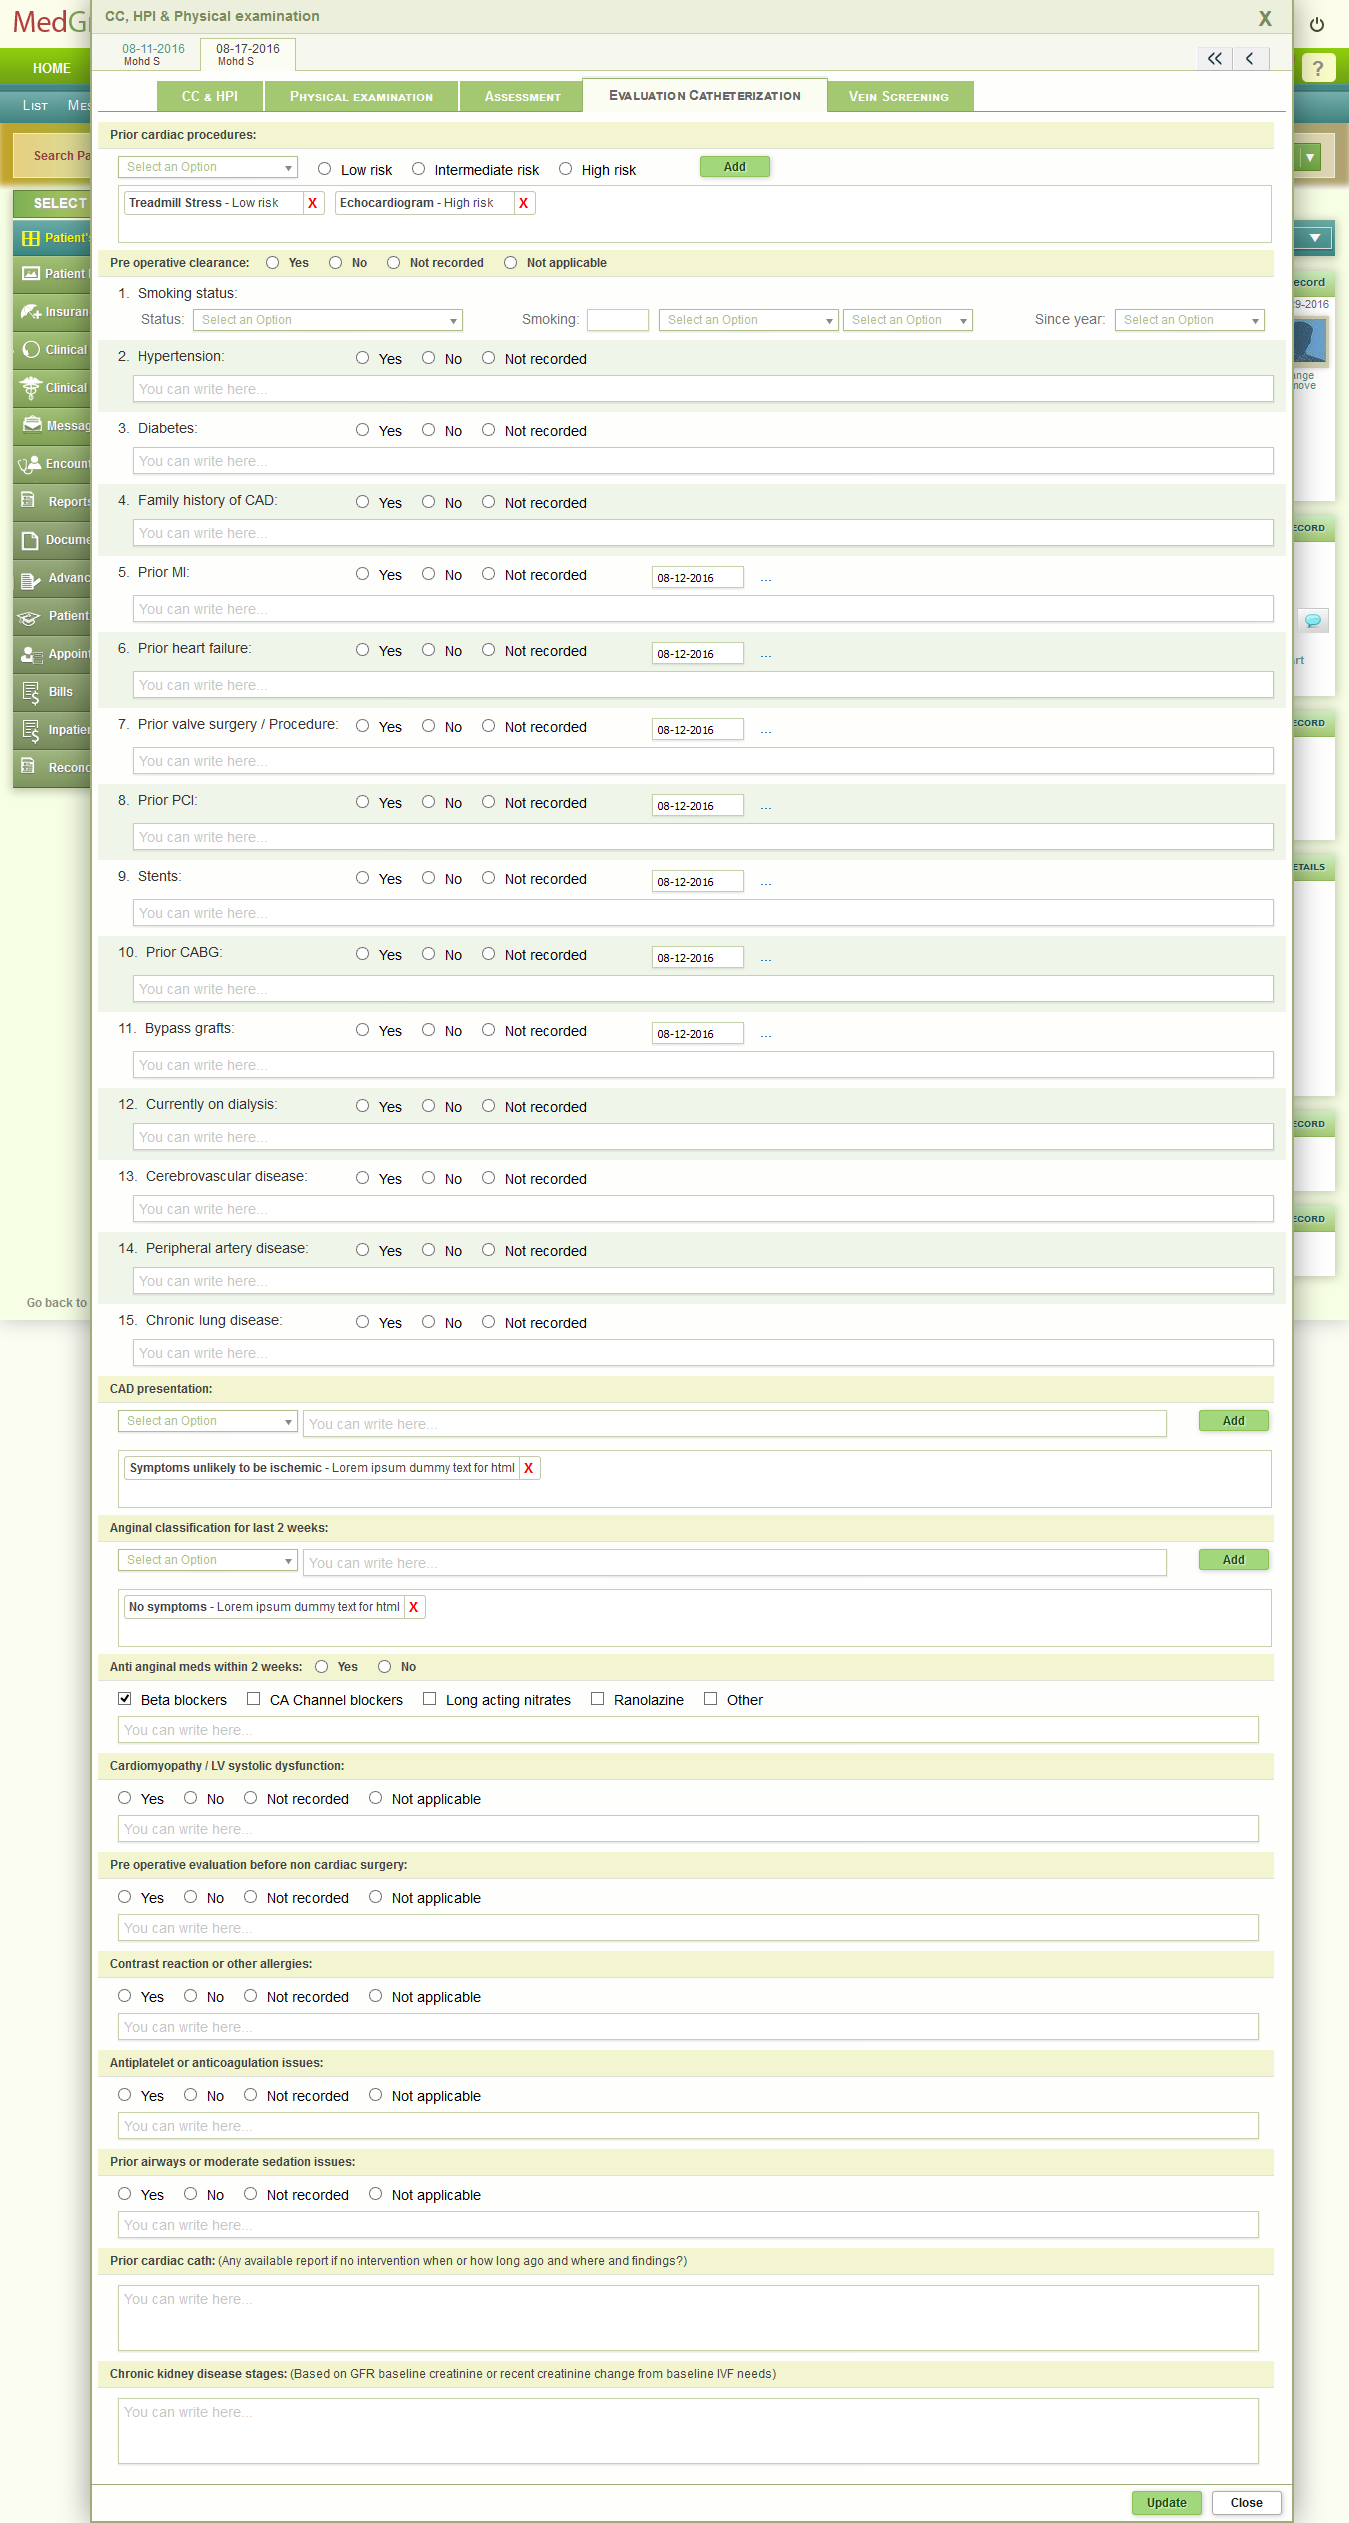 MedG
CC, HPI & Physical examination X
08-11-2016 Mohd S
08-17-2016 Mohd S
HOME ?
LIST
CC & HPI PHYSICAL EXAMINATION ASSESSMENT EVALUATION CATHETERIZATION VEIN SCREENING
Prior cardiac procedures:
Search
Select an Option Low risk Intermediate risk High risk Add
Treadmill Stress - Low risk X Echocardiogram - High risk X
SELECT
Patient's
Pre operative clearance: Yes No Not recorded Not applicable
Patient
1. Smoking status:
Status: Select an Option Smoking: Select an Option Select an Option Since year: Select an Option
2. Hypertension: Yes No Not recorded
You can write here...
Clinical
Clinical
3. Diabetes: Yes No Not recorded
You can write here...
4. Family history of CAD: Yes No Not recorded
You can write here...
Reports
5. Prior MI: Yes No Not recorded 08-12-2016 ...
You can write here...
Patient
6. Prior heart failure: Yes No Not recorded 08-12-2016 ...
You can write here...
Bills
7. Prior valve surgery / Procedure: Yes No Not recorded 08-12-2016 ...
You can write here...
8. Prior PCI: Yes No Not recorded 08-12-2016 ...
You can write here...
9. Stents: Yes No Not recorded 08-12-2016 ...
You can write here...
10. Prior CABG: Yes No Not recorded 08-12-2016 ...
You can write here...
11. Bypass grafts: Yes No Not recorded 08-12-2016 ...
You can write here...
12. Currently on dialysis: Yes No Not recorded
You can write here...
13. Cerebrovascular disease: Yes No Not recorded
You can write here...
14. Peripheral artery disease: Yes No Not recorded
You can write here...
Go back to
15. Chronic lung disease: Yes No Not recorded
You can write here...
CAD presentation:
Select an Option You can write here... Add
Symptoms unlikely to be ischemic - Lorem ipsum dummy text for html X
Anginal classification for last 2 weeks:
Select an Option You can write here... Add
No symptoms - Lorem ipsum dummy text for html X
Anti anginal meds within 2 weeks: Yes No
Beta blockers CA Channel blockers Long acting nitrates Ranolazine Other
You can write here...
Cardiomyopathy / LV systolic dysfunction:
Yes No Not recorded Not applicable
You can write here...
Pre operative evaluation before non cardiac surgery:
Yes No Not recorded Not applicable
You can write here...
Contrast reaction or other allergies:
Yes No Not recorded Not applicable
You can write here...
Antiplatelet or anticoagulation issues:
Yes No Not recorded Not applicable
You can write here...
Prior airways or moderate sedation issues:
Yes No Not recorded Not applicable
You can write here...
Prior cardiac cath: (Any available report if no intervention when or how long ago and where and findings?)
You can write here...
Chronic kidney disease stages: (Based on GFR baseline creatinine or recent creatinine change from baseline IVF needs)
You can write here...
Update Close